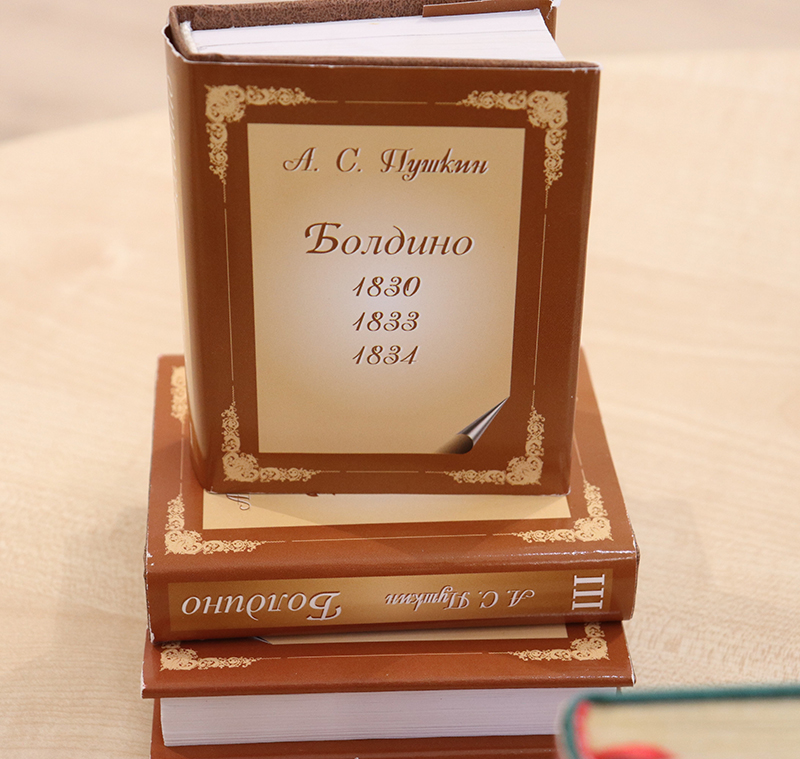 А. С. Пушкин
Болдино
1830
1833
1834
III
А. С. Пушкин
Болдино